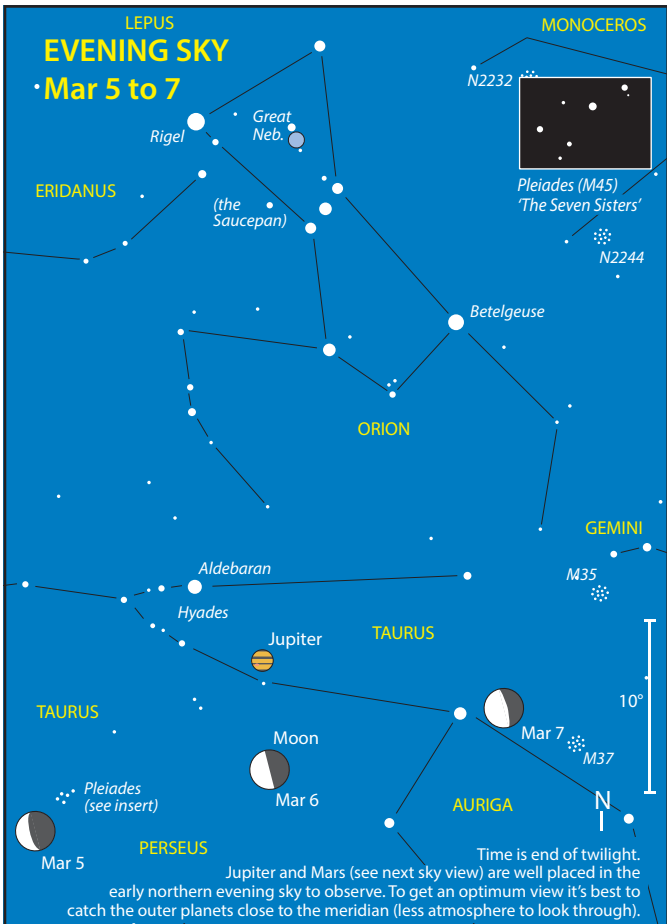 LEPUS
MONOCEROS
EVENING SKY
Mar 5 to 7
N2232
Great
Neb.
Rigel
Pleiades (M45)
'The Seven Sisters'
ERIDANUS
(the
Saucepan)
N2244
Betelgeuse
ORION
GEMINI
Aldebaran
M35
Hyades
Jupiter
TAURUS
10°
TAURUS
Moon
Mar 7
M37
Pleiades
(see insert)
Mar 6
AURIGA
N
Mar 5
PERSEUS
Time is end of twilight.
Jupiter and Mars (see next sky view) are well placed in the
early northern evening sky to observe. To get an optimum view it's best to
catch the outer planets close to the meridian (less atmosphere to look through).